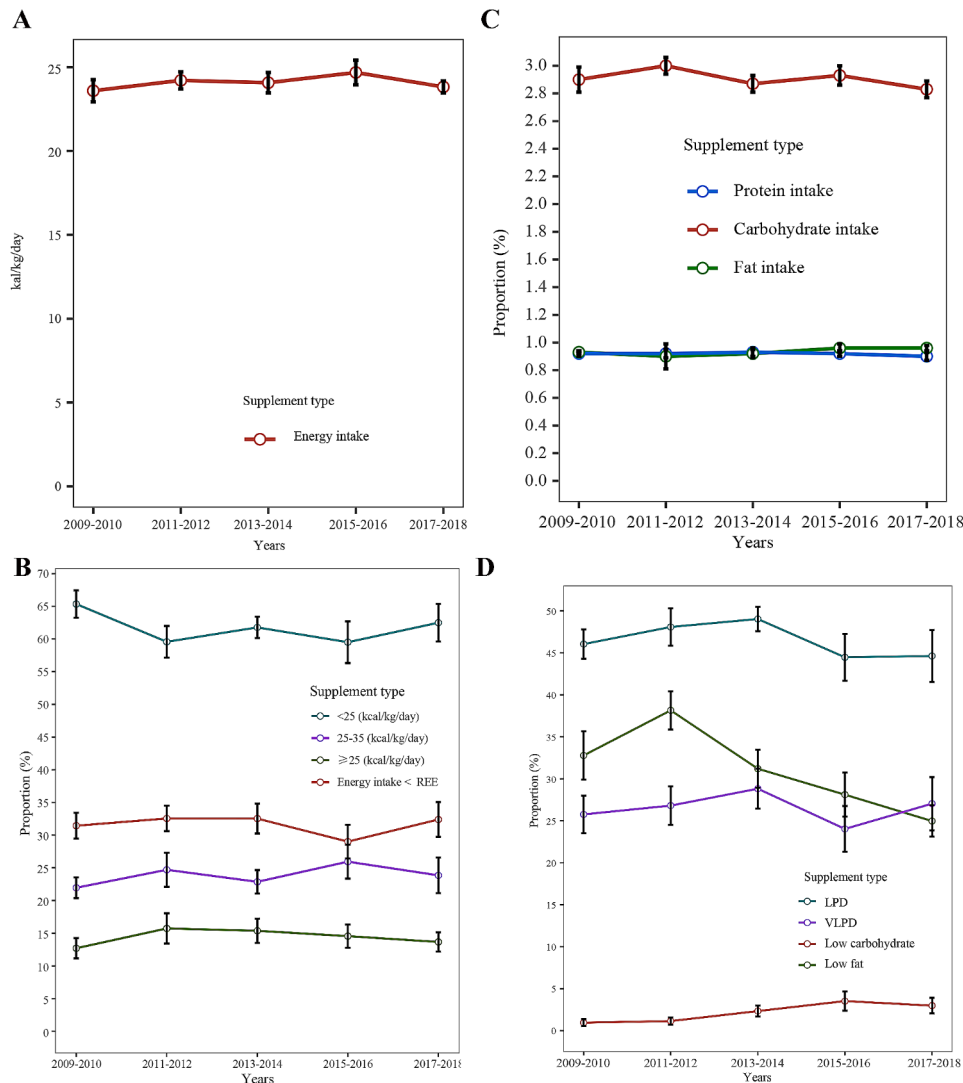 A
25
20
15
10
5
0
kal/kg/day
Supplement type
Energy intake
2009-2010
2011-2012
2013-2014
2015-2016
2017-2018
Years
C
3.0
2.8
2.6
2.4
2.2
2.0
1.8
1.6
1.4
1.2
1.0
0.8
0.6
0.4
0.2
0.0
Proportion (%)
Supplement type
Protein intake
Carbohydrate intake
Fat intake
2009-2010
2011-2012
2013-2014
2015-2016
2017-2018
Years
B
70
65
60
55
50
45
40
35
30
25
20
15
10
5
0
Proportion (%)
Supplement type
<25 (kcal/kg/day)
25-35 (kcal/kg/day)
≥25 (kcal/kg/day)
Energy intake < REE
2009-2010
2011-2012
2013-2014
2015-2016
2017-2018
Years
D
50
45
40
35
30
25
20
15
10
5
0
Proportion (%)
Supplement type
LPD
VLPD
Low carbohydrate
Low fat
2009-2010
2011-2012
2013-2014
2015-2016
2017-2018
Years